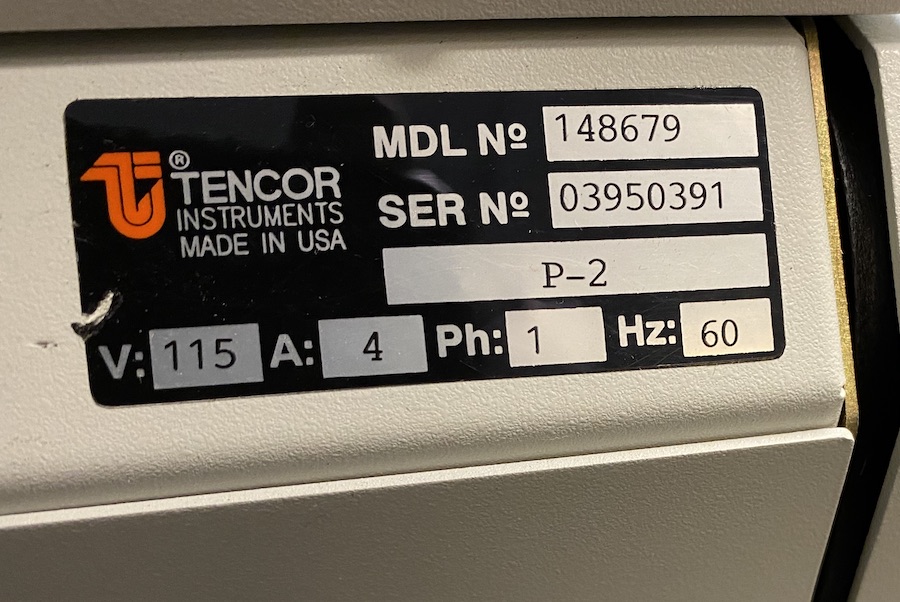 ®
TENCOR
INSTRUMENTS
MADE IN USA
MDL Nº 148679
SER Nº 03950391
P-2
V: 115 A: 4 Ph: 1 Hz: 60